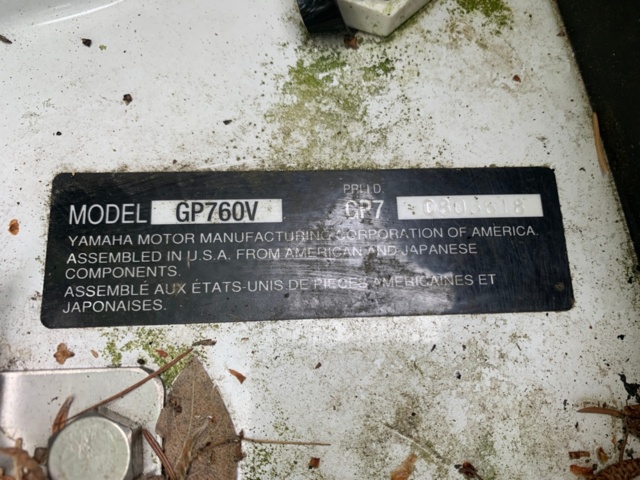 PRI.I.D.
MODEL GP760V GP7
YAMAHA MOTOR MANUFACTURING CORPORATION OF AMERICA.
ASSEMBLED IN U.S.A. FROM AMERICAN AND JAPANESE
COMPONENTS.
ASSEMBLÉ AUX ÉTATS-UNIS DE PIECES AMERICAINES ET
JAPONAISES.